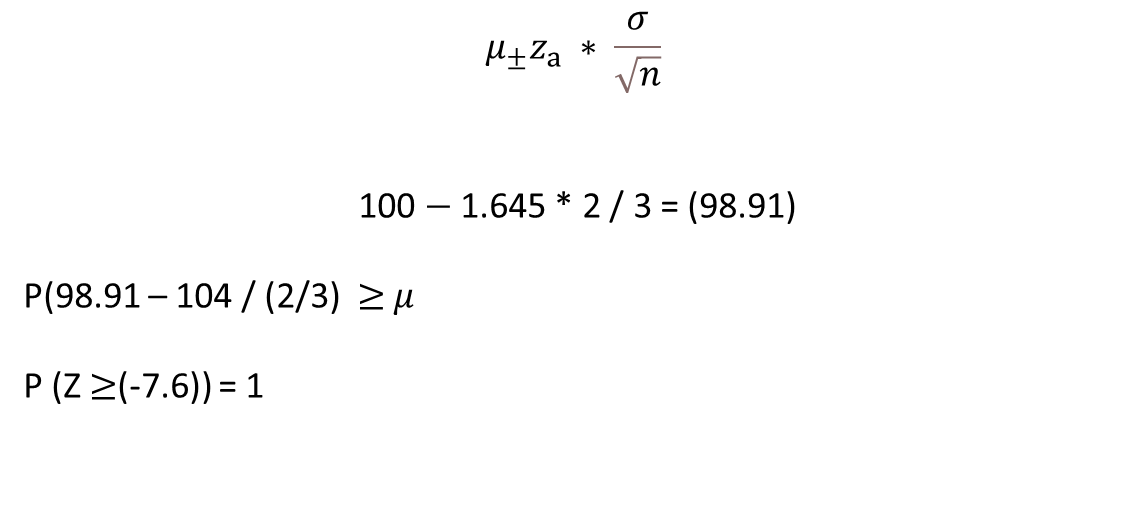 μ±zₐ * σ/√n
100 − 1.645 * 2 / 3 = (98.91)
P(98.91 – 104 / (2/3) ≥ μ
P (Z ≥(-7.6)) = 1